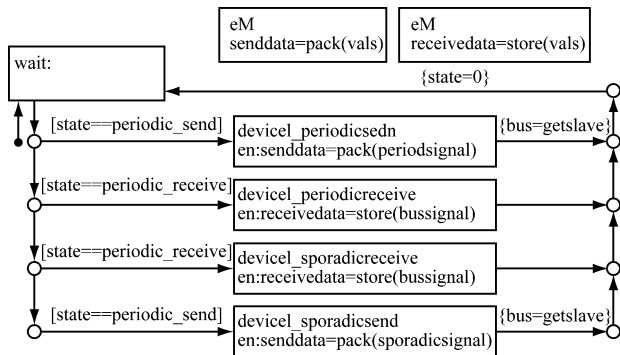 eM
senddata=pack(vals)
eM
receivedata=store(vals)
wait:
{state=0}
[state==periodic_send]
devicel_periodicsedn
en:senddata=pack(periodsignal)
{bus=getslave}
[state==periodic_receive]
devicel_periodicreceive
en:receivedata=store(bussignal)
[state==periodic_receive]
devicel_sporadicreceive
en:receivedata=store(bussignal)
[state==periodic_send]
devicel_sporadicsend
en:senddata=pack(sporadicsignal)
{bus=getslave}